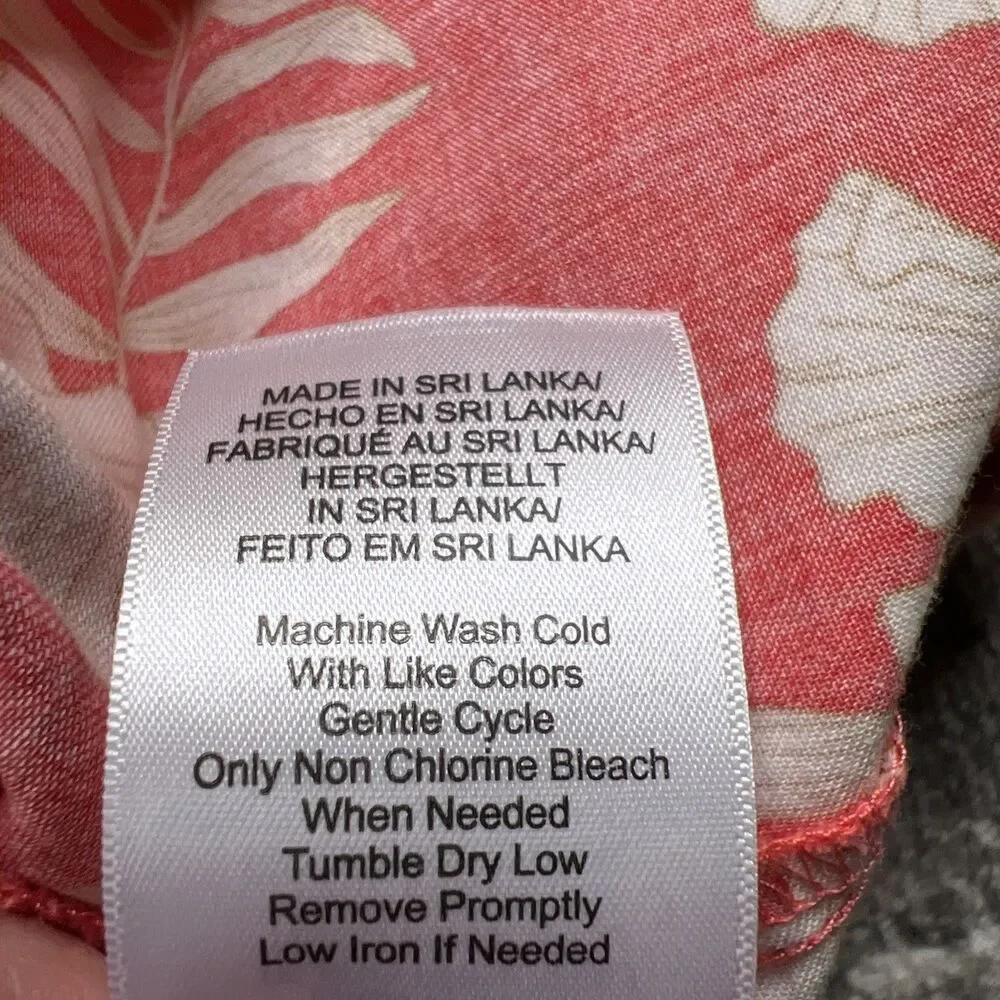 MADE IN SRI LANKA/
HECHO EN SRI LANKA/
FABRIQUÉ AU SRI LANKA/
HERGESTELLT
IN SRI LANKA/
FEITO EM SRI LANKA
Machine Wash Cold
With Like Colors
Gentle Cycle
Only Non Chlorine Bleach
When Needed
Tumble Dry Low
Remove Promptly
Low Iron If Needed